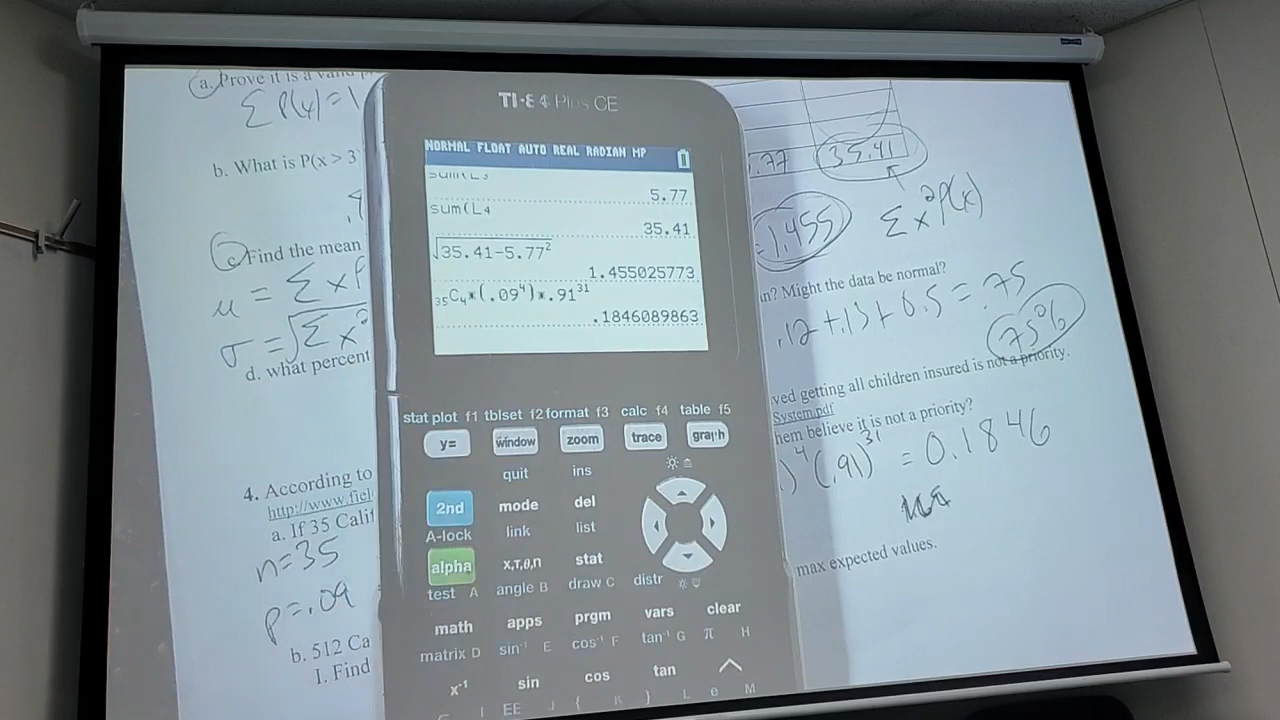 a. Prove it is a valid p
Σ P(x) = 1
b. What is P(x > 3
c. Find the mean
μ = Σ x P
σ = √Σ x²
d. what percent
4. According to
http://www.fiel
a. If 35 Calif
n=35
p=.09
b. 512 Ca
I. Find
TI-84 Plus CE
NORMAL FLOAT AUTO REAL RADIAN MP
sum(L3
5.77
sum(L4
35.41
√35.41-5.77²
1.455025773
35C4*(.09⁴)*.91³¹
.1846089863
stat plot f1 tblset f2 format f3 calc f4 table f5
y= window zoom trace graph
quit ins
2nd mode del
A-lock link list
alpha x,T,θ,n stat
test A angle B draw C distr
math apps prgm vars clear
matrix D sin⁻¹ E cos⁻¹ F tan⁻¹ G π H
x⁻¹ sin cos tan ^
EE J { K } L e M
.77 35.41
1.455
Σx²P(x)
an? Might the data be normal?
.12 + .13 + 0.5 = .75
75%
ved getting all children insured is not a priority.
System.pdf
hem believe it is not a priority?
)⁴ (.91)³¹ = 0.1846
max expected values.